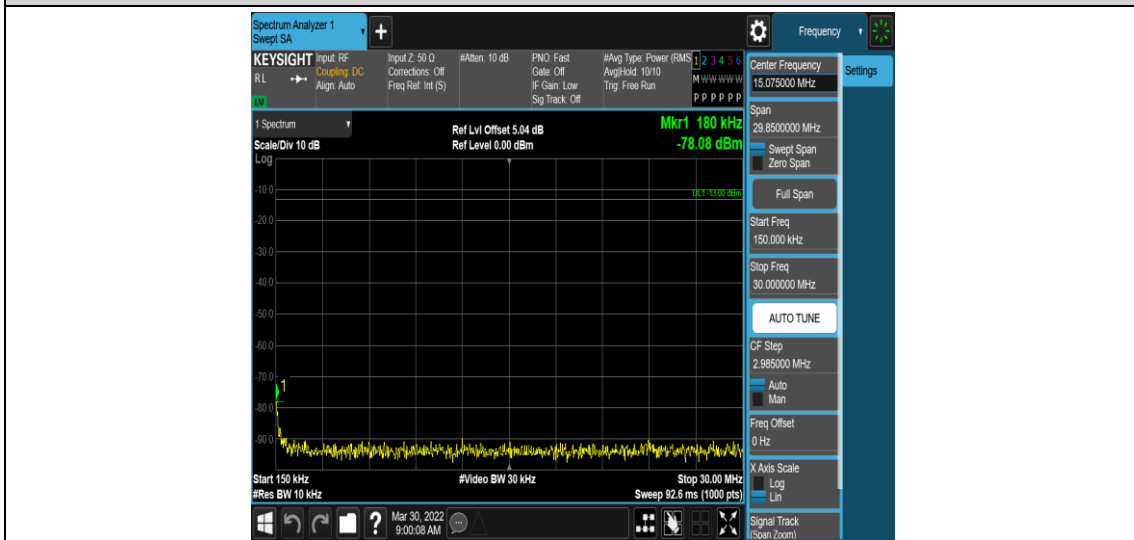 Spectrum Analyzer 1
Swept SA
+
Frequency
KEYSIGHT
RL
LXI
Input: RF
Coupling: DC
Align: Auto
Input Z: 50 Ω
Corrections: Off
Freq Ref: Int (S)
#Atten: 10 dB
PNO: Fast
Gate: Off
IF Gain: Low
Sig Track: Off
#Avg Type: Power (RMS
Avg|Hold: 10/10
Trig: Free Run
1 2 3 4 5 6
M W W W W W
P P P P P P
1 Spectrum
Scale/Div 10 dB
Ref Lvl Offset 5.04 dB
Ref Level 0.00 dBm
Mkr1 180 kHz
-78.08 dBm
Log
DL1 -13.00 dBm
-10.0
-20.0
-30.0
-40.0
-50.0
-60.0
-70.0
1
-80.0
-90.0
Start 150 kHz
#Res BW 10 kHz
#Video BW 30 kHz
Stop 30.00 MHz
Sweep 92.6 ms (1000 pts)
?
Mar 30, 2022
9:00:08 AM
Center Frequency
15.075000 MHz
Span
29.8500000 MHz
Swept Span
Zero Span
Full Span
Start Freq
150.000 kHz
Stop Freq
30.000000 MHz
AUTO TUNE
CF Step
2.985000 MHz
Auto
Man
Freq Offset
0 Hz
X Axis Scale
Log
Lin
Signal Track
(Span Zoom)
Settings